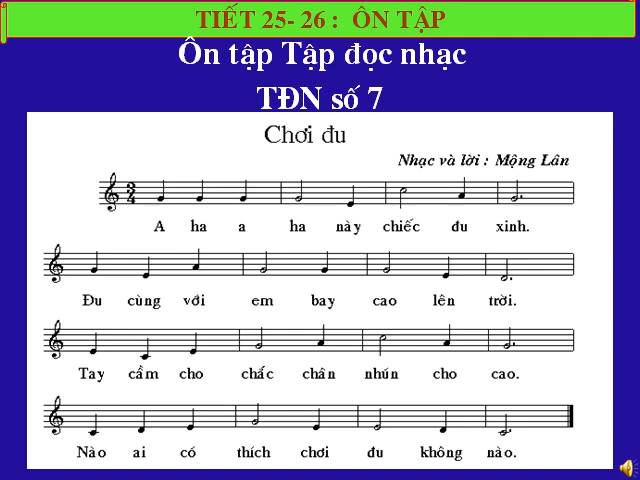 TIẾT 25- 26 : ÔN TẬP
Ôn tập Tập đọc nhạc
TĐN số 7
Chơi đu
Nhạc và lời : Mộng Lân
3
4
A ha a ha này chiếc đu xinh.
Đu cùng với em bay cao lên trời.
Tay cầm cho chắc chân nhún cho cao.
Nào ai có thích chơi đu không nào.